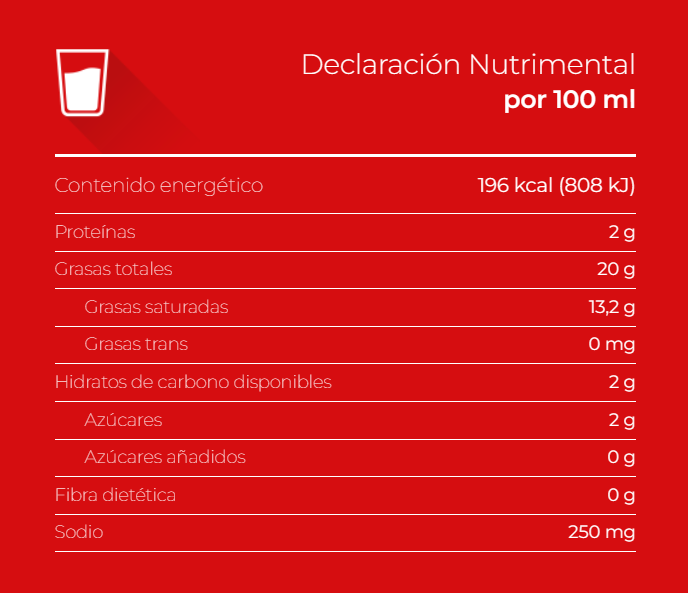 Declaración Nutrimental
por 100 ml
Contenido energético 196 kcal (808 kJ)
Proteínas 2 g
Grasas totales 20 g
Grasas saturadas 13,2 g
Grasas trans 0 mg
Hidratos de carbono disponibles 2 g
Azúcares 2 g
Azúcares añadidos 0 g
Fibra dietética 0 g
Sodio 250 mg